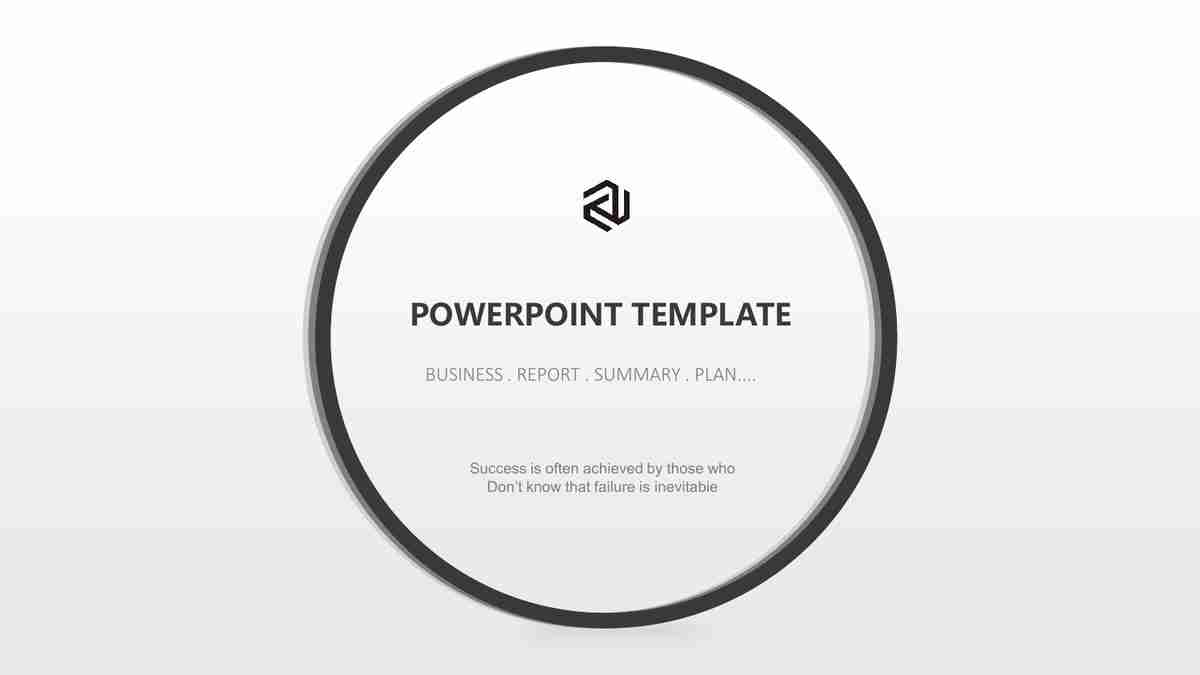 POWERPOINT TEMPLATE
BUSINESS . REPORT . SUMMARY . PLAN....
Success is often achieved by those who
Don’t know that failure is inevitable